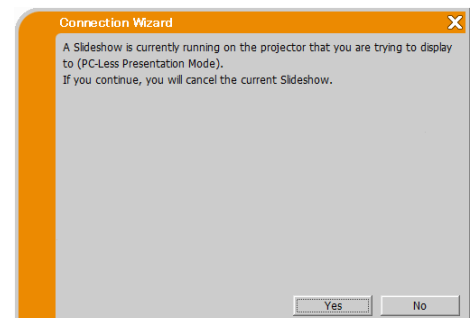 Connection Wizard
A Slideshow is currently running on the projector that you are trying to display
to (PC-Less Presentation Mode).
If you continue, you will cancel the current Slideshow.
Yes No